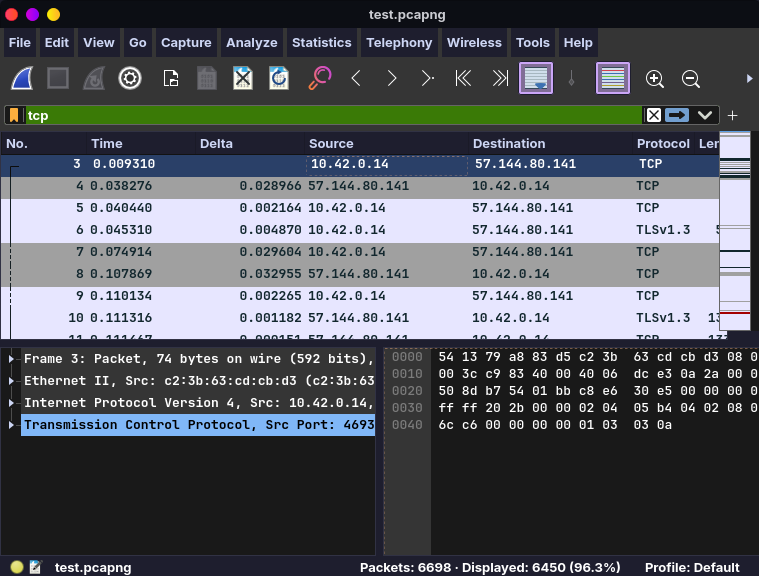 test.pcapng
File Edit View Go Capture Analyze Statistics Telephony Wireless Tools Help
tcp
No. Time Delta Source Destination Protocol Len
3 0.009310 10.42.0.14 57.144.80.141 TCP
4 0.038276 0.028966 57.144.80.141 10.42.0.14 TCP
5 0.040440 0.002164 10.42.0.14 57.144.80.141 TCP
6 0.045310 0.004870 10.42.0.14 57.144.80.141 TLSv1.3 5
7 0.074914 0.029604 10.42.0.14 57.144.80.141 TCP
8 0.107869 0.032955 57.144.80.141 10.42.0.14 TCP
9 0.110134 0.002265 10.42.0.14 57.144.80.141 TCP
10 0.111316 0.001182 57.144.80.141 10.42.0.14 TLSv1.3 13
Frame 3: Packet, 74 bytes on wire (592 bits),
Ethernet II, Src: c2:3b:63:cd:cb:d3 (c2:3b:63
Internet Protocol Version 4, Src: 10.42.0.14,
Transmission Control Protocol, Src Port: 4693
0000 54 13 79 a8 83 d5 c2 3b 63 cd cb d3 08 0
0010 00 3c c9 83 40 00 40 06 dc e3 0a 2a 00 0
0020 50 8d b7 54 01 bb c8 e6 30 e5 00 00 00 0
0030 ff ff 20 2b 00 00 02 04 05 b4 04 02 08 0
0040 6c c6 00 00 00 00 01 03 03 0a
test.pcapng Packets: 6698 · Displayed: 6450 (96.3%) Profile: Default